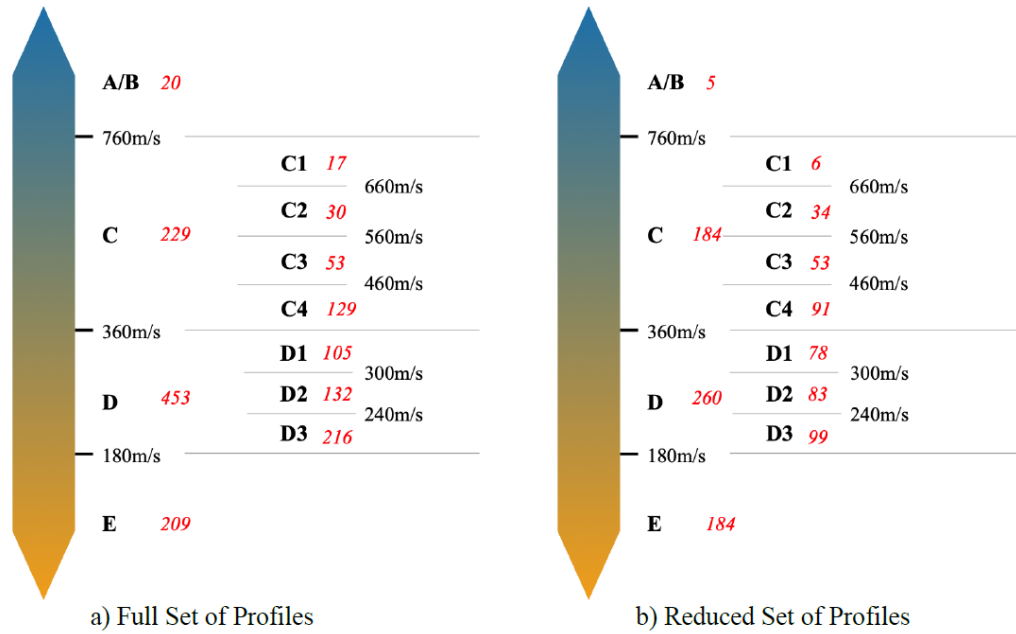 A/B 20
760m/s
C1 17
660m/s
C2 30
C 229
560m/s
C3 53
460m/s
C4 129
360m/s
D1 105
300m/s
D2 132
D 453
240m/s
D3 216
180m/s
E 209
a) Full Set of Profiles
A/B 5
760m/s
C1 6
660m/s
C2 34
C 184
560m/s
C3 53
460m/s
C4 91
360m/s
D1 78
300m/s
D2 83
D 260
240m/s
D3 99
180m/s
E 184
b) Reduced Set of Profiles